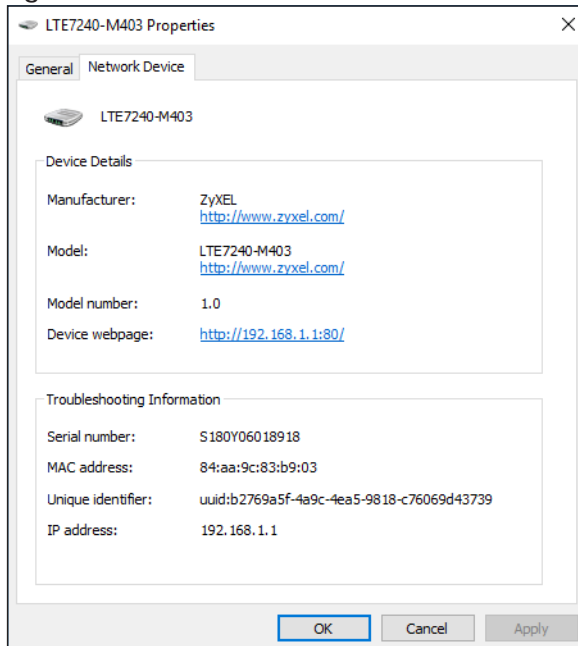 LTE7240-M403 Properties
General Network Device
LTE7240-M403
Device Details
Manufacturer: ZyXEL
http://www.zyxel.com/
Model: LTE7240-M403
http://www.zyxel.com/
Model number: 1.0
Device webpage: http://192.168.1.1:80/
Troubleshooting Information
Serial number: S180Y06018918
MAC address: 84:aa:9c:83:b9:03
Unique identifier: uuid:b2769a5f-4a9c-4ea5-9818-c76069d43739
IP address: 192.168.1.1
OK Cancel Apply